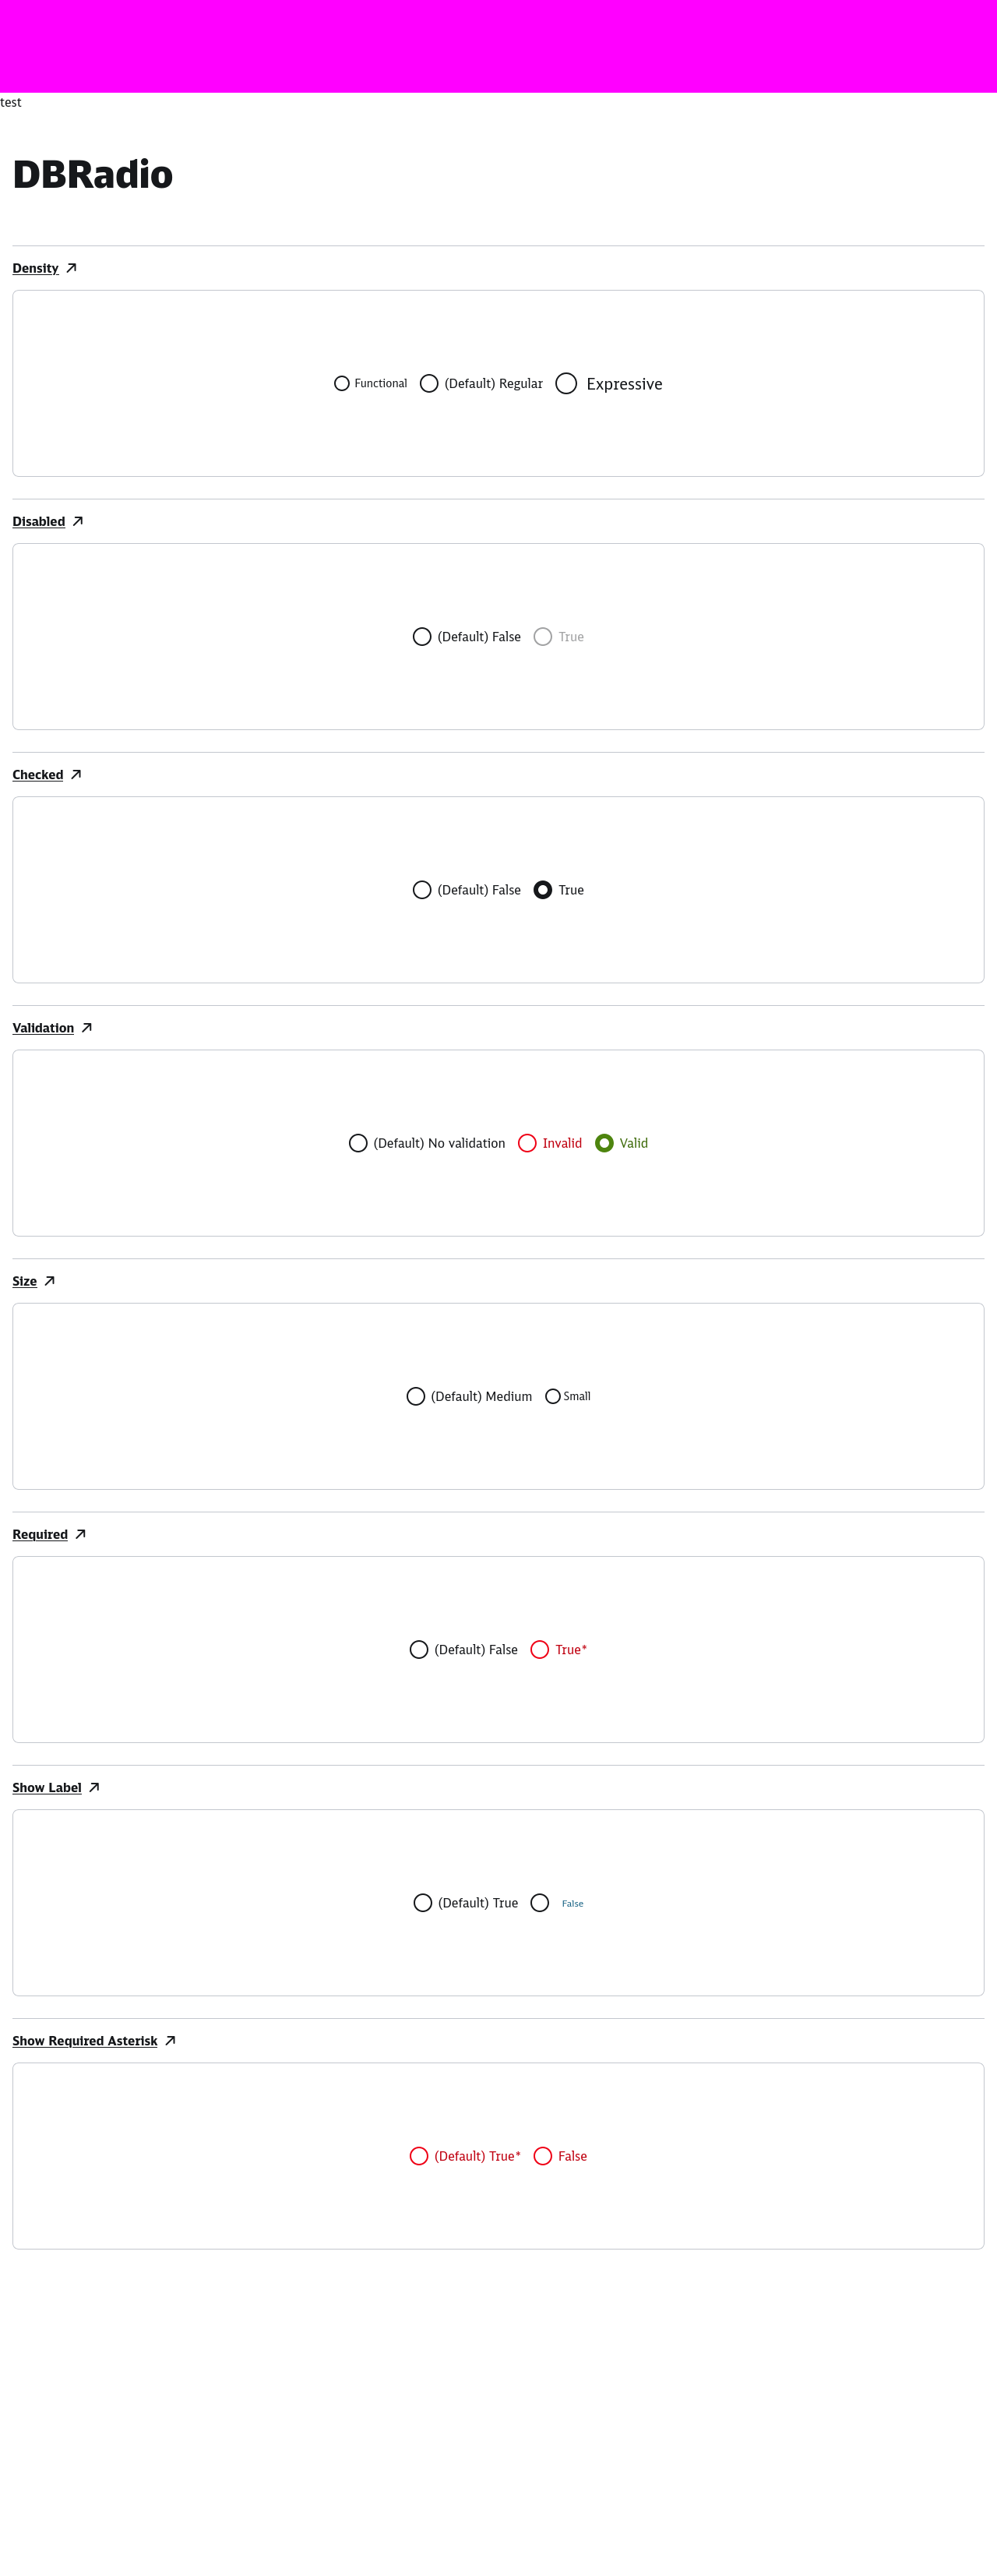 test
DBRadio
Density
Functional (Default) Regular Expressive
Disabled
(Default) False True
Checked
(Default) False True
Validation
(Default) No validation Invalid Valid
Size
(Default) Medium Small
Required
(Default) False True*
Show Label
(Default) True False
Show Required Asterisk
(Default) True* False